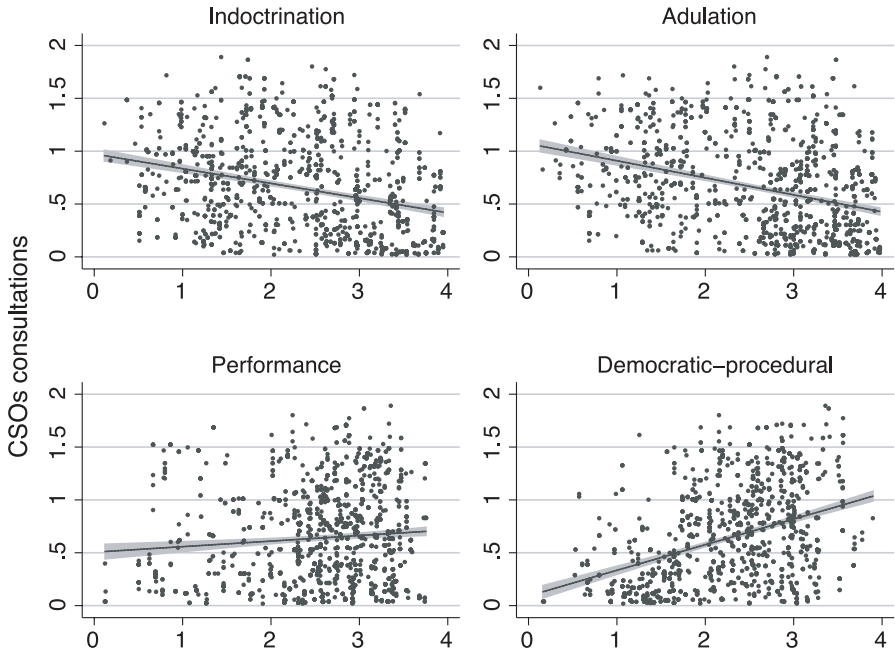 Indoctrination
Adulation
CSOs consultations
2
1.5
1
.5
0
0 1 2 3 4
2
1.5
1
.5
0
0 1 2 3 4
Performance
Democratic–procedural
2
1.5
1
.5
0
0 1 2 3 4
2
1.5
1
.5
0
0 1 2 3 4